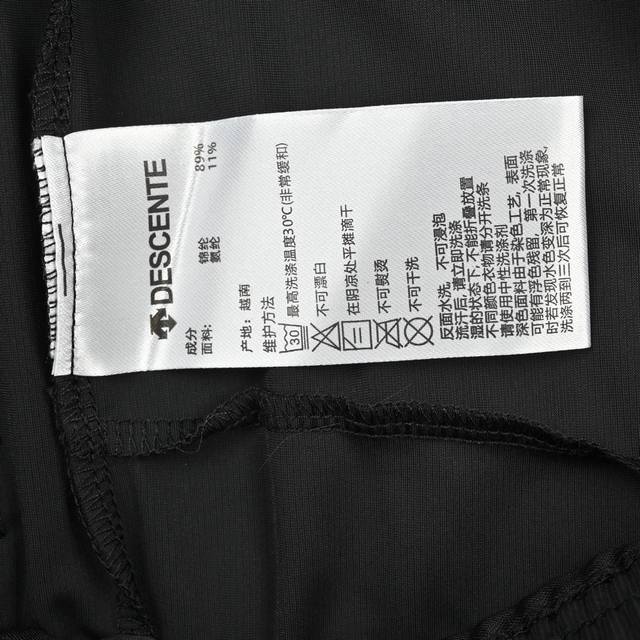 DESCENTE
成分
面料: 锦纶 89%
氨纶 11%
产地: 越南
维护方法
30 最高洗涤温度30℃(非常缓和)
不可漂白
在阴凉处平摊滴干
不可熨烫
不可干洗
反面水洗, 不可浸泡
流汗后, 请立即洗涤
湿的状态下, 不能折叠放置
不同颜色衣物请分开洗涤
请使用中性洗涤剂
深色面料由于染色工艺, 表面
可能有浮色残留, 第一次洗涤
时若发现水色变深为正常现象,
洗涤两到三次后可恢复正常